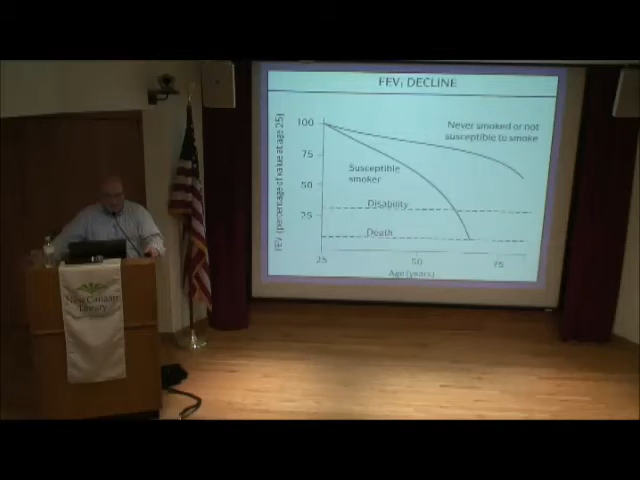 FEV₁ DECLINE
FEV₁ (percentage of value at age 25)
100
75
50
25
Never smoked or not
susceptible to smoke
Susceptible
smoker
Disability
Death
25
50
75
Age (years)
New Canaan
Library